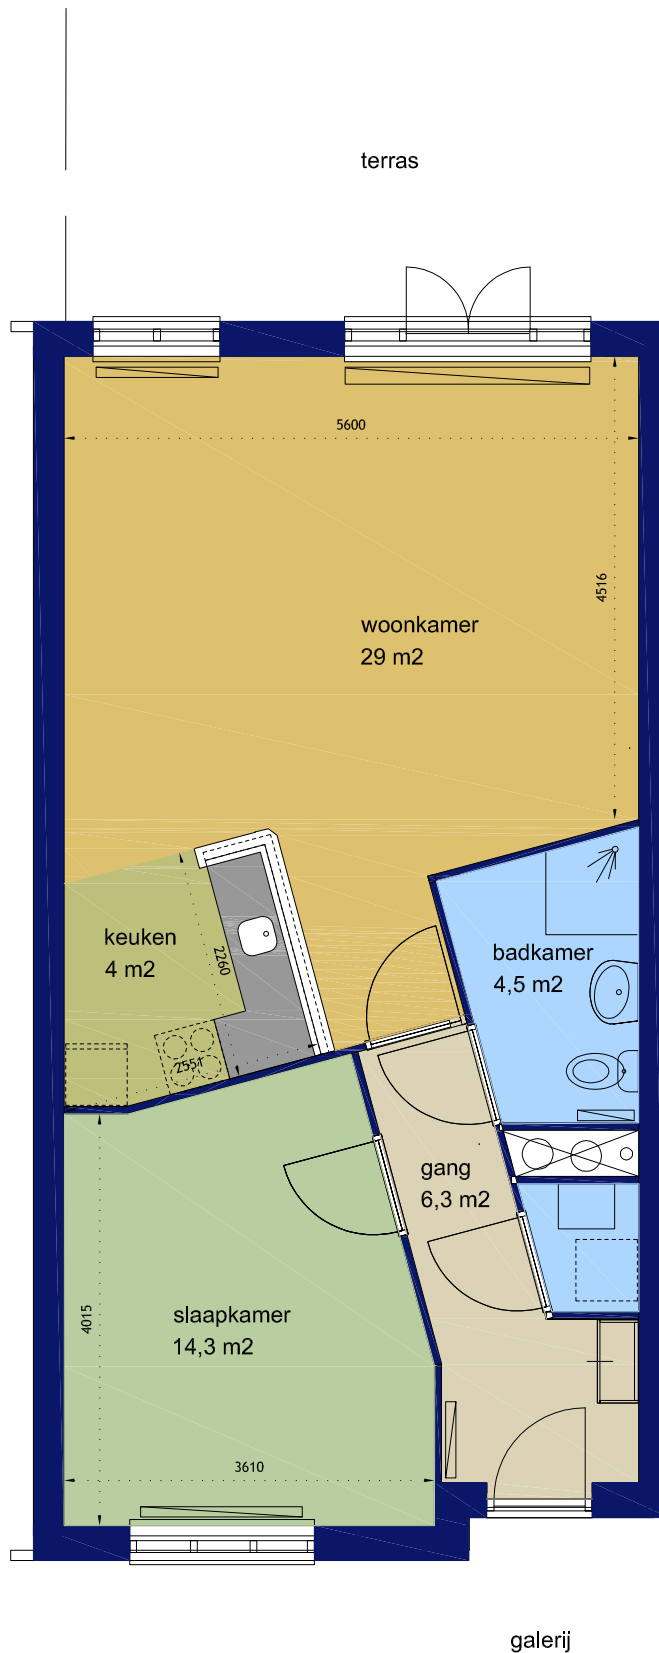 terras
5600
4516
woonkamer
29 m2
keuken
4 m2
2260
badkamer
4,5 m2
2551
gang
6,3 m2
4015
slaapkamer
14,3 m2
3610
galerij